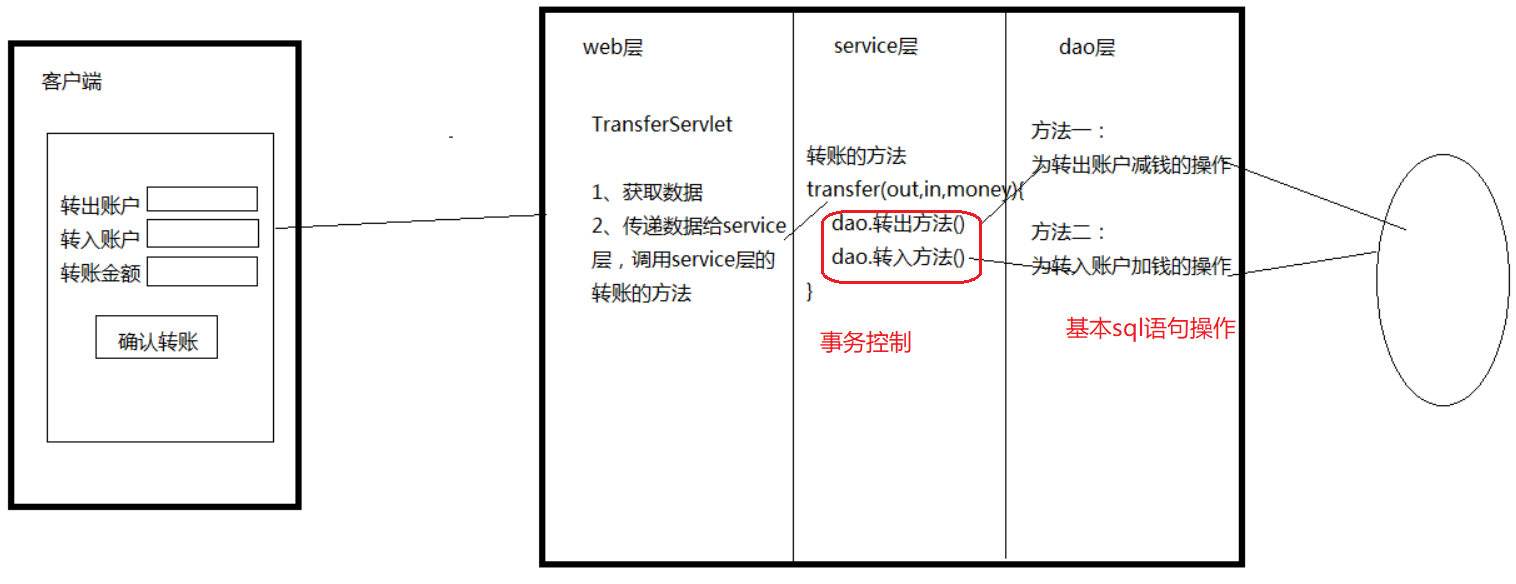 客户端
转出账户
转入账户
转账金额
确认转账
web层
TransferServlet
1、获取数据
2、传递数据给service
层，调用service层的
转账的方法
service层
转账的方法
transfer(out,in,money){
dao.转出方法()
dao.转入方法()
}
事务控制
dao层
方法一：
为转出账户减钱的操作
方法二：
为转入账户加钱的操作
基本sql语句操作